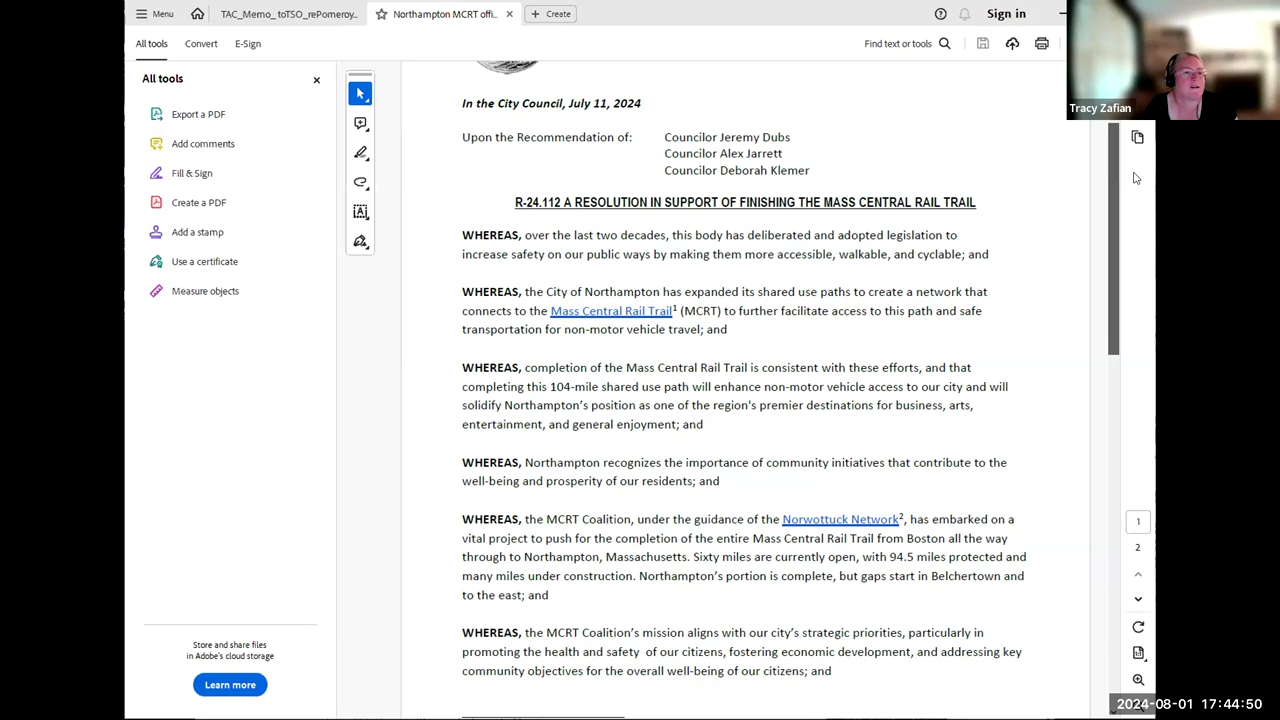 Menu
TAC_Memo_ toTSO_rePomeroy..
Northampton MCRT offi...
Create
Sign in
All tools
Convert
E-Sign
Find text or tools
All tools
Export a PDF
Add comments
Fill & Sign
Create a PDF
Add a stamp
Use a certificate
Measure objects
Store and share files
in Adobe's cloud storage
Learn more
Tracy Zafian
In the City Council, July 11, 2024
Upon the Recommendation of: Councilor Jeremy Dubs
Councilor Alex Jarrett
Councilor Deborah Klemer
R-24.112 A RESOLUTION IN SUPPORT OF FINISHING THE MASS CENTRAL RAIL TRAIL
WHEREAS, over the last two decades, this body has deliberated and adopted legislation to
increase safety on our public ways by making them more accessible, walkable, and cyclable; and
WHEREAS, the City of Northampton has expanded its shared use paths to create a network that
connects to the Mass Central Rail Trail1 (MCRT) to further facilitate access to this path and safe
transportation for non-motor vehicle travel; and
WHEREAS, completion of the Mass Central Rail Trail is consistent with these efforts, and that
completing this 104-mile shared use path will enhance non-motor vehicle access to our city and will
solidify Northampton's position as one of the region's premier destinations for business, arts,
entertainment, and general enjoyment; and
WHEREAS, Northampton recognizes the importance of community initiatives that contribute to the
well-being and prosperity of our residents; and
WHEREAS, the MCRT Coalition, under the guidance of the Norwottuck Network2, has embarked on a
vital project to push for the completion of the entire Mass Central Rail Trail from Boston all the way
through to Northampton, Massachusetts. Sixty miles are currently open, with 94.5 miles protected and
many miles under construction. Northampton's portion is complete, but gaps start in Belchertown and
to the east; and
WHEREAS, the MCRT Coalition's mission aligns with our city's strategic priorities, particularly in
promoting the health and safety of our citizens, fostering economic development, and addressing key
community objectives for the overall well-being of our citizens; and
1
2
2024-08-01 17:44:50